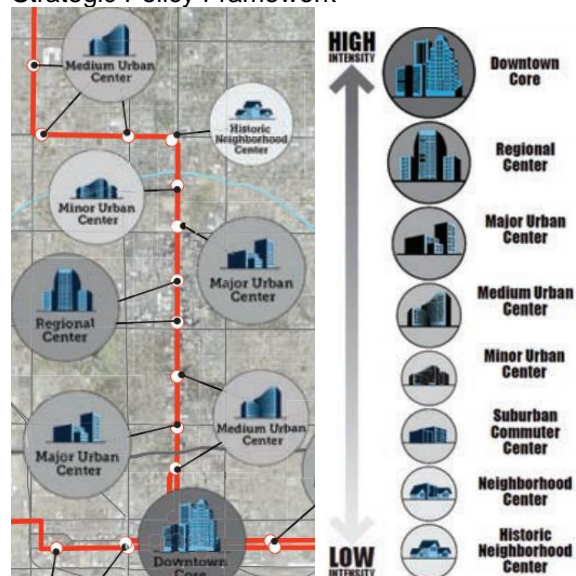 Strategic Policy Framework
Medium Urban
Center
Historic
Neighborhood
Center
Minor Urban
Center
Major Urban
Center
Regional
Center
Medium Urban
Center
Major Urban
Center
Downtown
Core
HIGH
INTENSITY
Downtown
Core
Regional
Center
Major Urban
Center
Medium Urban
Center
Minor Urban
Center
Suburban
Commuter
Center
Neighborhood
Center
Historic
Neighborhood
Center
LOW
INTENSITY